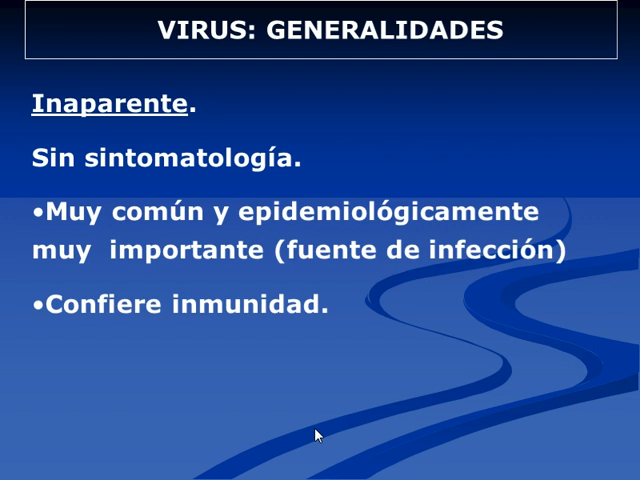 VIRUS: GENERALIDADES
Inaparente.
Sin sintomatología.
•Muy común y epidemiológicamente
muy importante (fuente de infección)
•Confiere inmunidad.